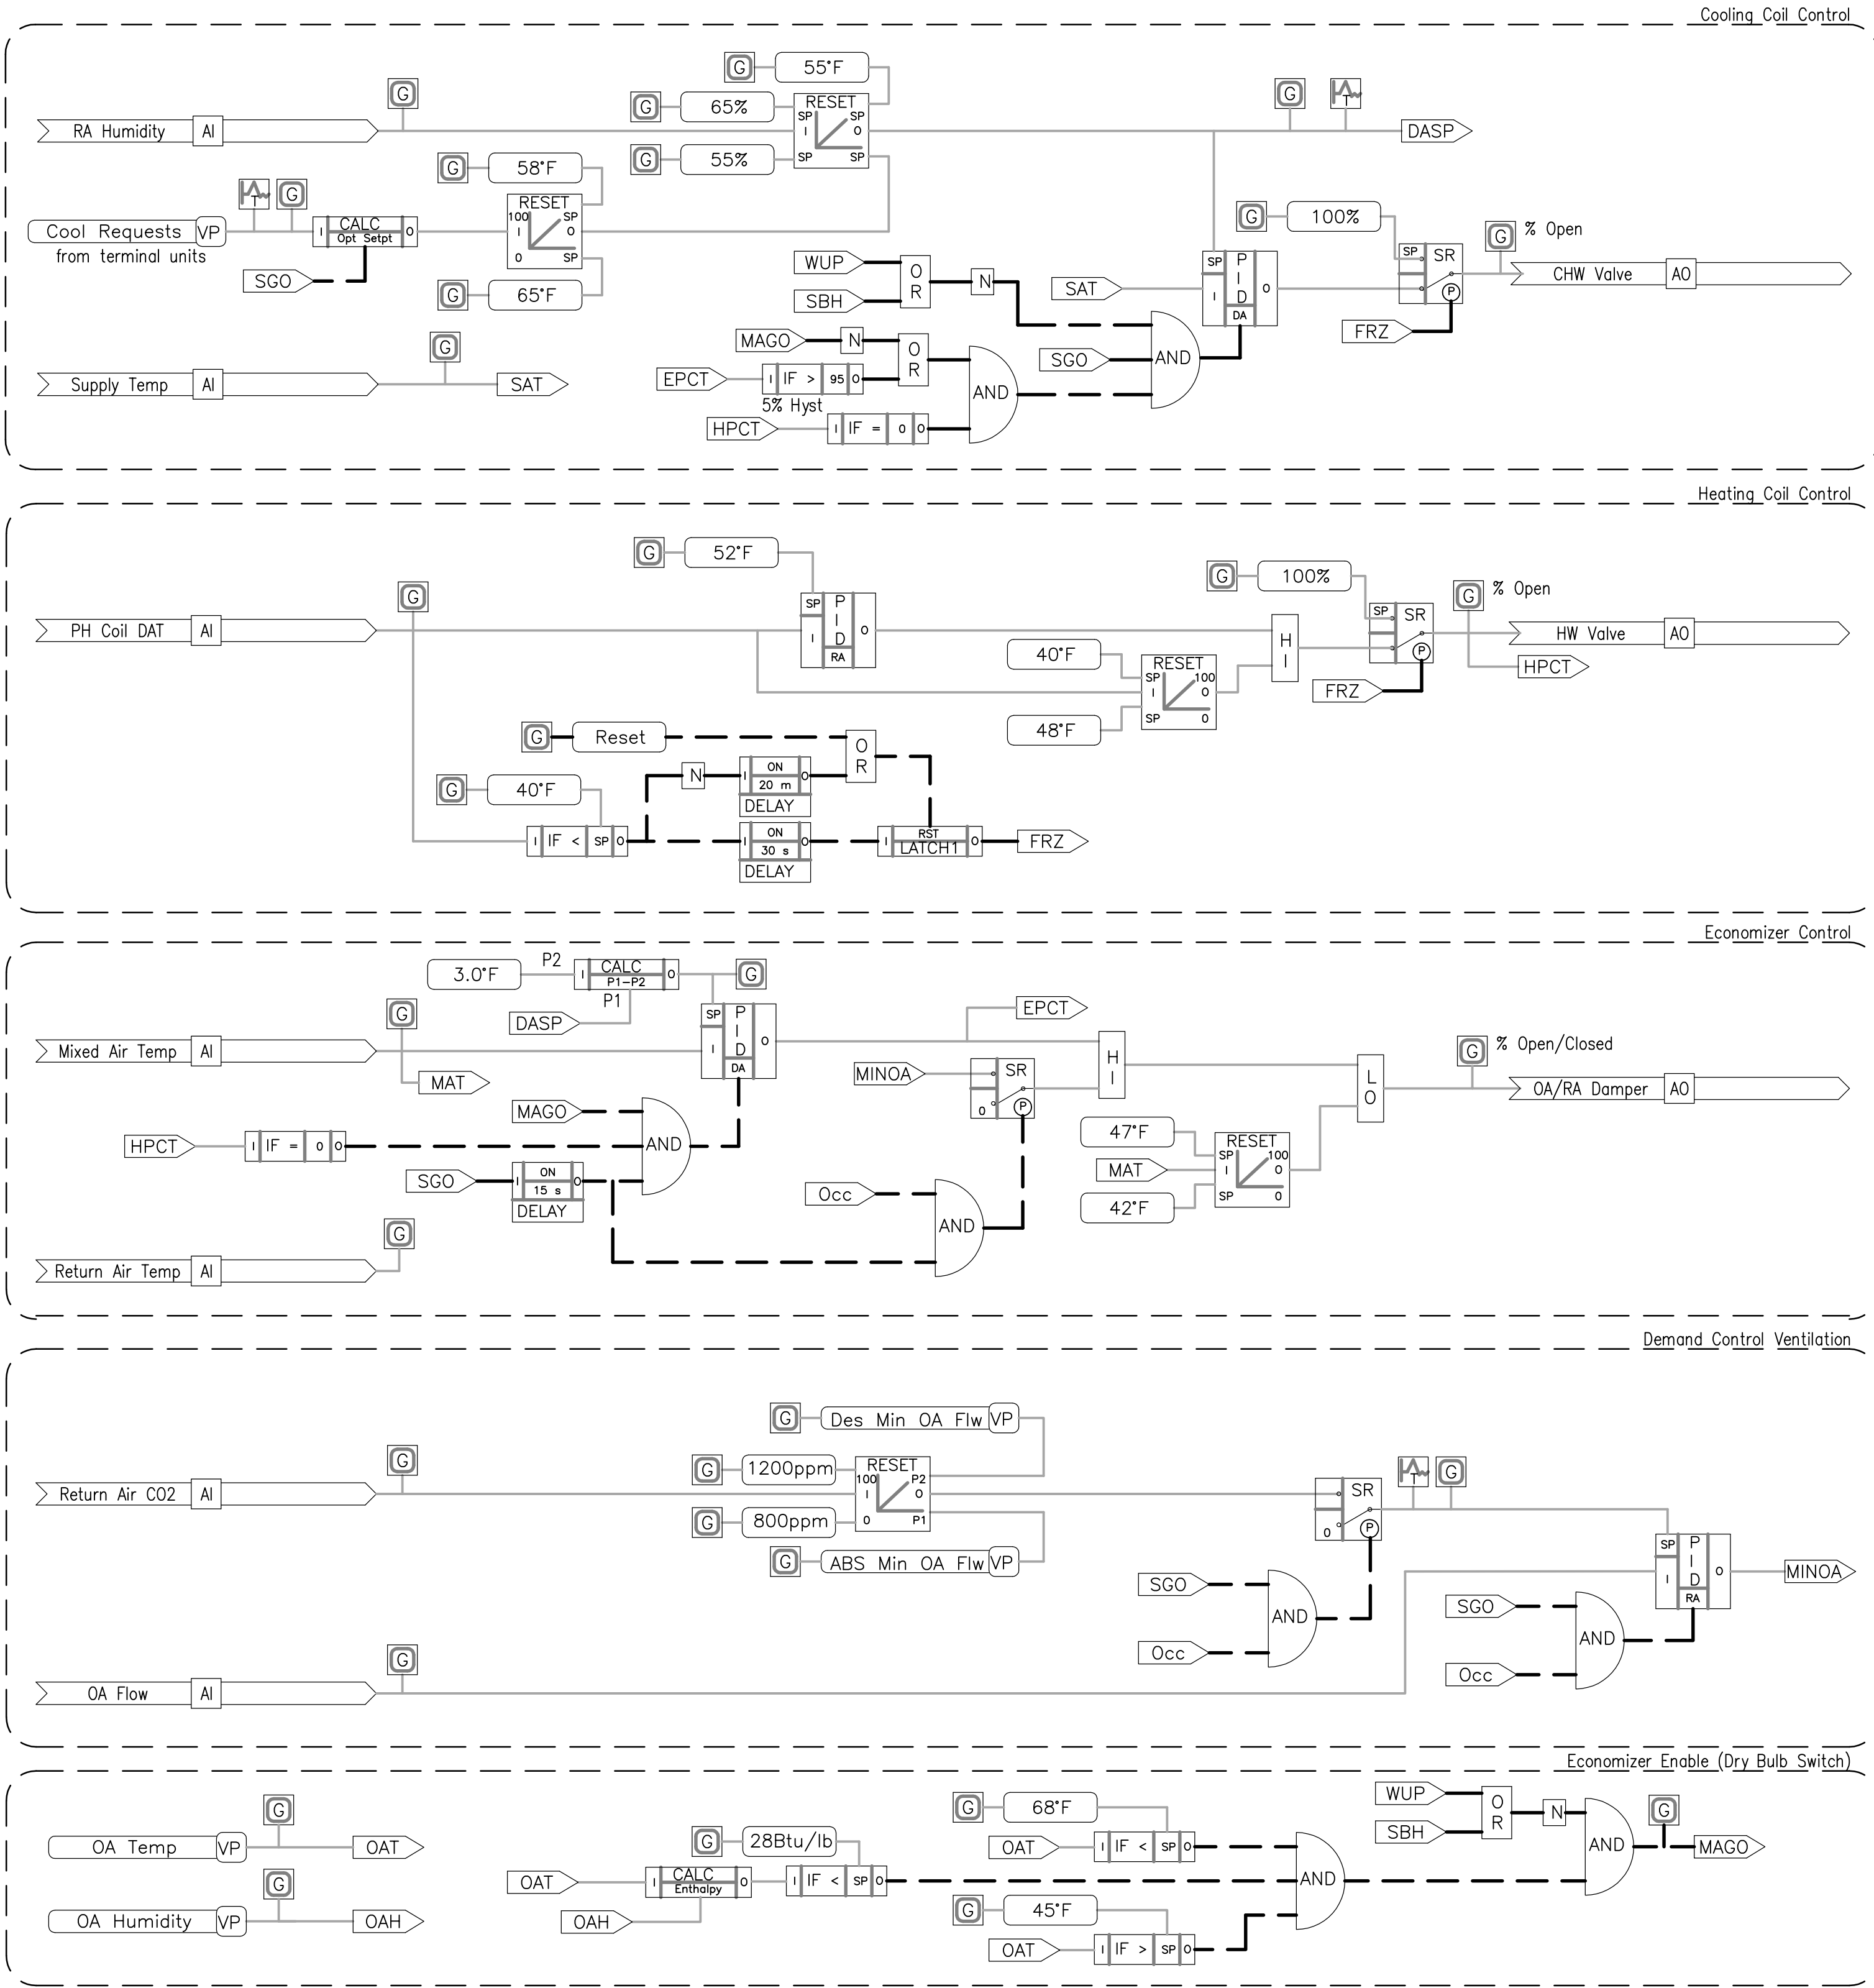 Cooling Coil Control
G 55°F
G 65% RESET
SP SP
I O
SP SP
G
T
RA Humidity AI
DASP
G 55%
G 58°F
RESET
100 SP
I O
0 SP
T
G
Cool Requests VP
from terminal units
I CALC O
Opt Setpt
SGO
G 65°F
G 100%
SP SR
P
G % Open
CHW Valve AO
FRZ
WUP
SBH
OR
N
SAT
SP PID
I O
DA
MAGO N
OR
SGO
AND
EPCT
I IF > 95 O
5% Hyst
AND
HPCT
I IF = 0 O
G
Supply Temp AI
SAT
Heating Coil Control
G 52°F
G
PH Coil DAT AI
SP PID
I O
RA
G 100%
SP SR
P
G % Open
HW Valve AO
HPCT
HI
FRZ
40°F
RESET
SP 100
I O
SP 0
48°F
G Reset
OR
N
ON
I O
20 m
DELAY
G 40°F
I IF < SP O
ON
I O
30 s
DELAY
RST
I O
LATCH1
FRZ
Economizer Control
3.0°F
P2
CALC
I O
P1-P2
P1
G
DASP
G
Mixed Air Temp AI
MAT
SP PID
I O
DA
EPCT
MINOA
SR
0 P
HI
LO
G % Open/Closed
OA/RA Damper AO
MAGO
HPCT
I IF = 0 O
AND
SGO
ON
I O
15 s
DELAY
47°F
MAT
42°F
RESET
SP 100
I O
SP 0
Occ
AND
G
Return Air Temp AI
Demand Control Ventilation
G Des Min OA Flw VP
G 1200ppm
RESET
100 P2
I O
0 P1
G
Return Air CO2 AI
G 800ppm
G ABS Min OA Flw VP
SR
0 P
T
G
SP PID
I O
RA
MINOA
SGO
AND
Occ
SGO
AND
Occ
G
OA Flow AI
Economizer Enable (Dry Bulb Switch)
G
OA Temp VP
OAT
G
OA Humidity VP
OAH
G 28Btu/lb
OAT
CALC
I O
Enthalpy
I IF < SP O
OAH
G 68°F
OAT
I IF < SP O
AND
G 45°F
OAT
I IF > SP O
WUP
SBH
OR
N
AND
G
MAGO